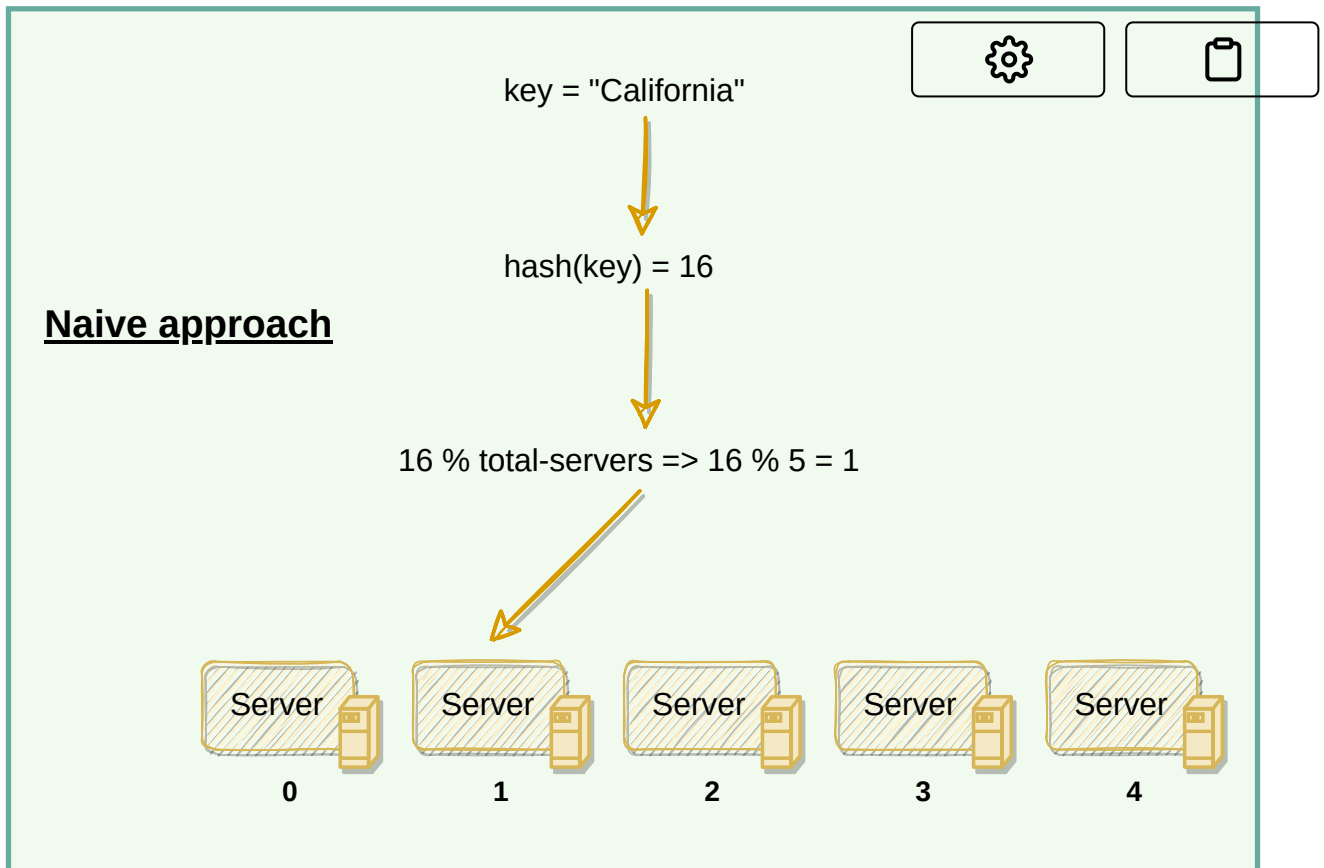 key = "California"
hash(key) = 16
Naive approach
16 % total-servers => 16 % 5 = 1
Server Server Server Server Server
0 1 2 3 4